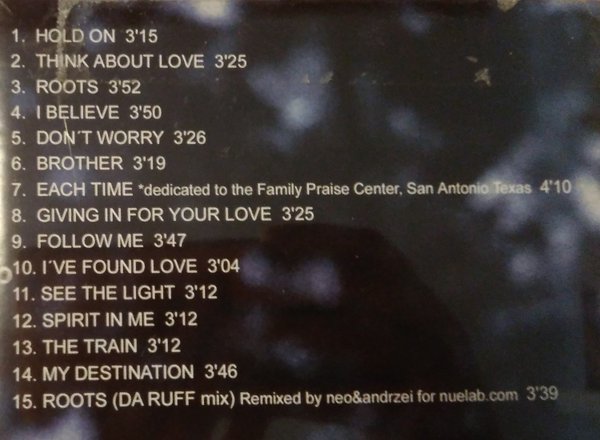 1. HOLD ON 3'15
2. THINK ABOUT LOVE 3'25
3. ROOTS 3'52
4. I BELIEVE 3'50
5. DON´T WORRY 3'26
6. BROTHER 3'19
7. EACH TIME *dedicated to the Family Praise Center, San Antonio Texas 4'10
8. GIVING IN FOR YOUR LOVE 3'25
9. FOLLOW ME 3'47
10. I´VE FOUND LOVE 3'04
11. SEE THE LIGHT 3'12
12. SPIRIT IN ME 3'12
13. THE TRAIN 3'12
14. MY DESTINATION 3'46
15. ROOTS (DA RUFF mix) Remixed by neo&andrzei for nuelab.com 3'39